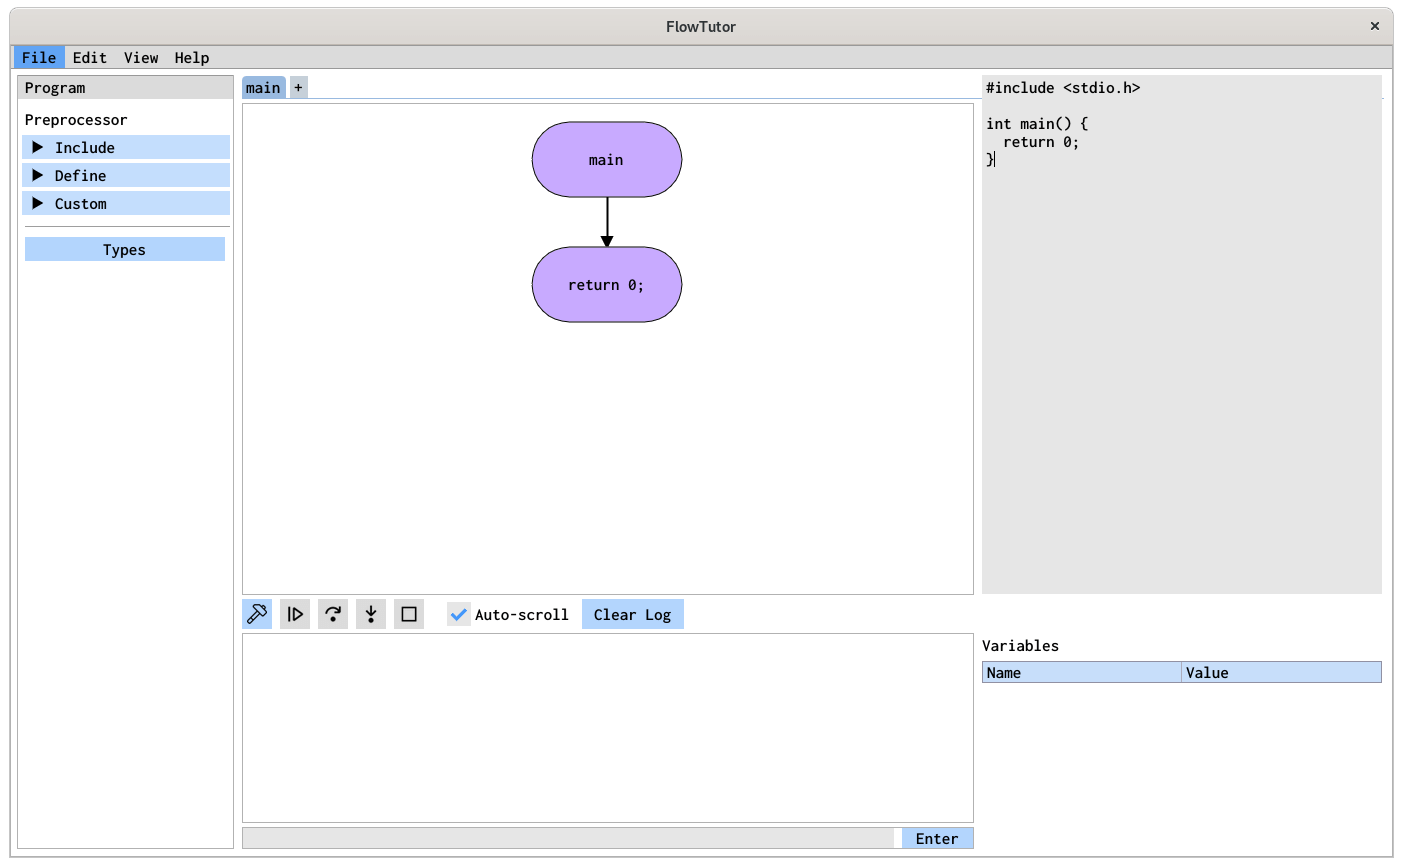 FlowTutor ×
File Edit View Help
Program
Preprocessor
Include
Define
Custom
Types
main +
main
return 0;
#include <stdio.h>
int main() {
  return 0;
}
Auto-scroll Clear Log
Enter
Variables
Name Value